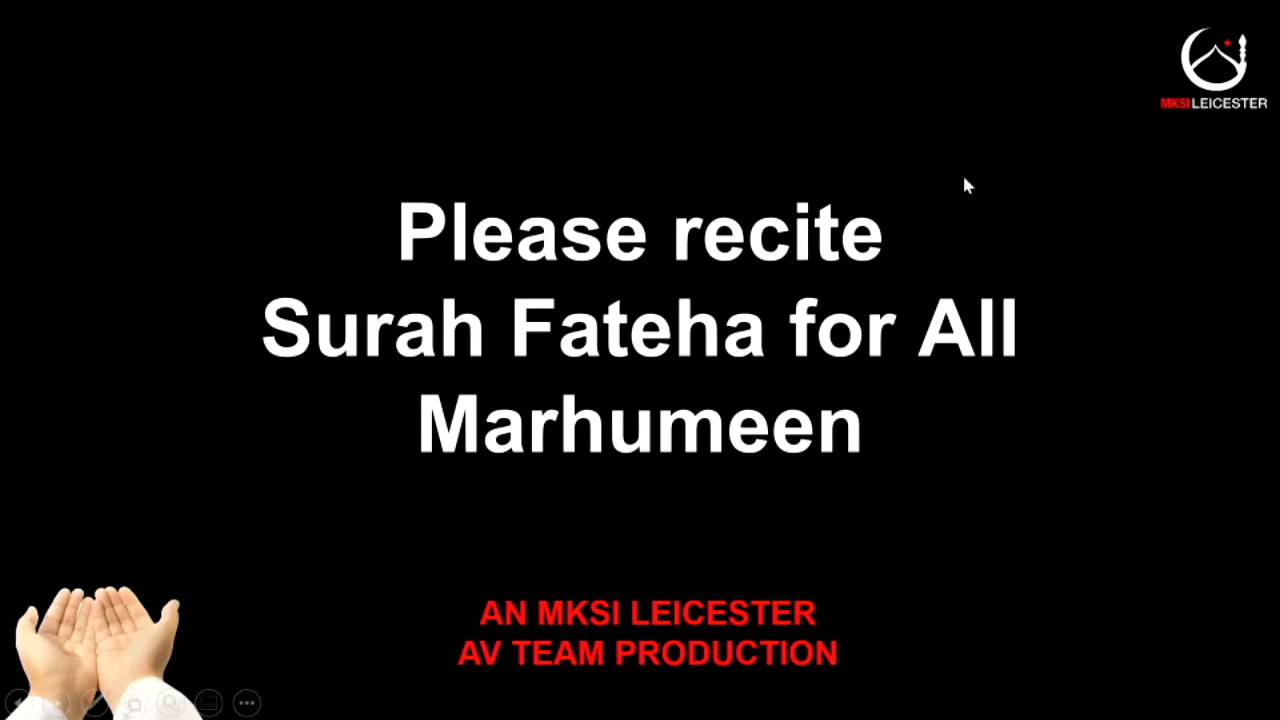 MKSI LEICESTER
Please recite
Surah Fateha for All
Marhumeen
AN MKSI LEICESTER
AV TEAM PRODUCTION